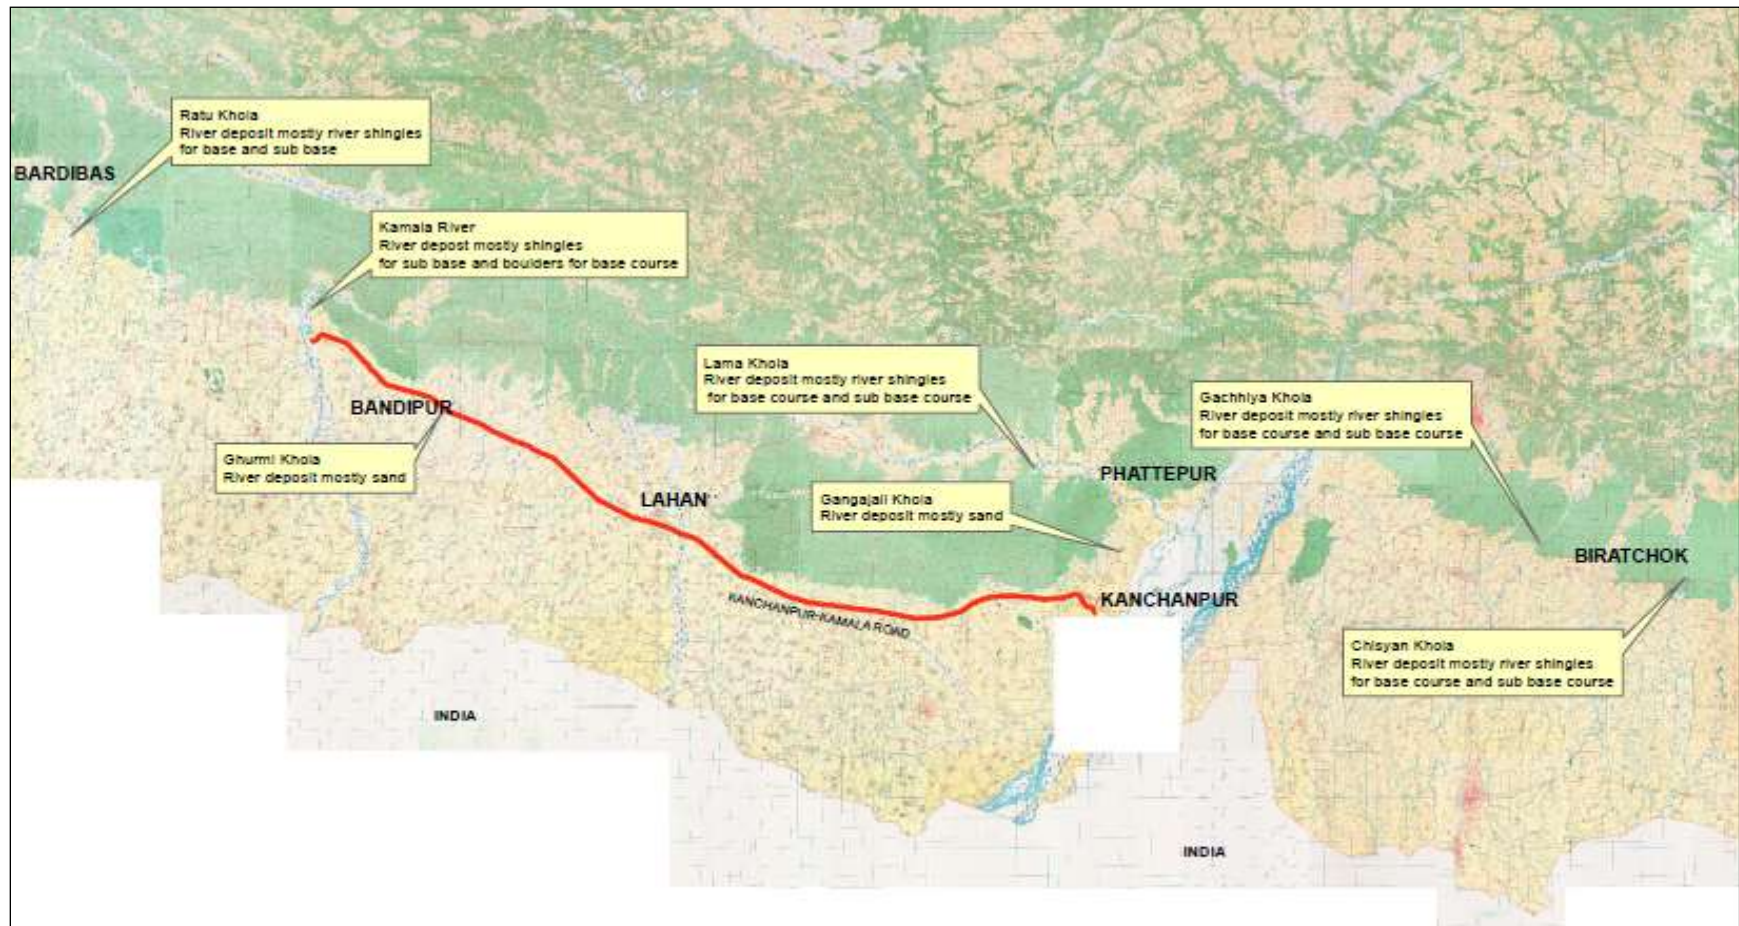 Ratu Khola
River deposit mostly river shingles
for base and sub base
BARDIBAS
Kamala River
River depost mostly shingles
for sub base and boulders for base course
Lama Khola
River deposit mostly river shingles
for base course and sub base course
Gachhiya Khola
River deposit mostly river shingles
for base course and sub base course
BANDIPUR
Ghurmi Khola
River deposit mostly sand
PHATTEPUR
LAHAN
Gangajali Khola
River deposit mostly sand
BIRATCHOK
KANCHANPUR
KANCHANPUR-KAMALA ROAD
Chisyan Khola
River deposit mostly river shingles
for base course and sub base course
INDIA
INDIA